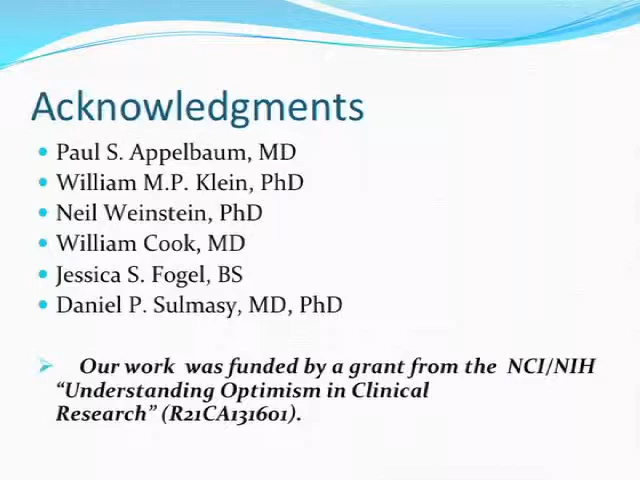 Acknowledgments
• Paul S. Appelbaum, MD
• William M.P. Klein, PhD
• Neil Weinstein, PhD
• William Cook, MD
• Jessica S. Fogel, BS
• Daniel P. Sulmasy, MD, PhD
➢ Our work was funded by a grant from the NCI/NIH
“Understanding Optimism in Clinical
Research” (R21CA131601).